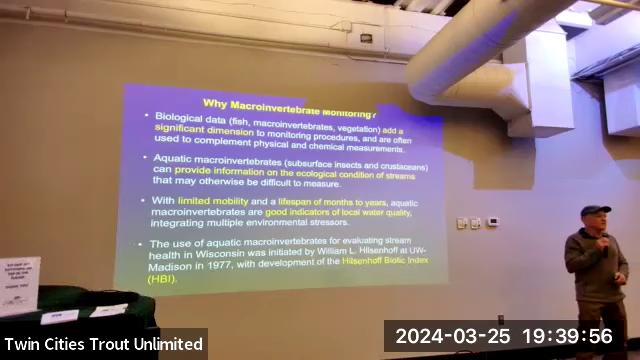 Why Macroinvertebrate Monitoring?
• Biological data (fish, macroinvertebrates, vegetation) add a
significant dimension to monitoring procedures, and are often
used to complement physical and chemical measurements.
• Aquatic macroinvertebrates (subsurface insects and crustaceans)
can provide information on the ecological condition of streams
that may otherwise be difficult to measure.
• With limited mobility and a lifespan of months to years, aquatic
macroinvertebrates are good indicators of local water quality,
integrating multiple environmental stressors.
• The use of aquatic macroinvertebrates for evaluating stream
health in Wisconsin was initiated by William L. Hilsenhoff at UW-
Madison in 1977, with development of the Hilsenhoff Biotic Index
(HBI).
Twin Cities Trout Unlimited
2024-03-25 19:39:56